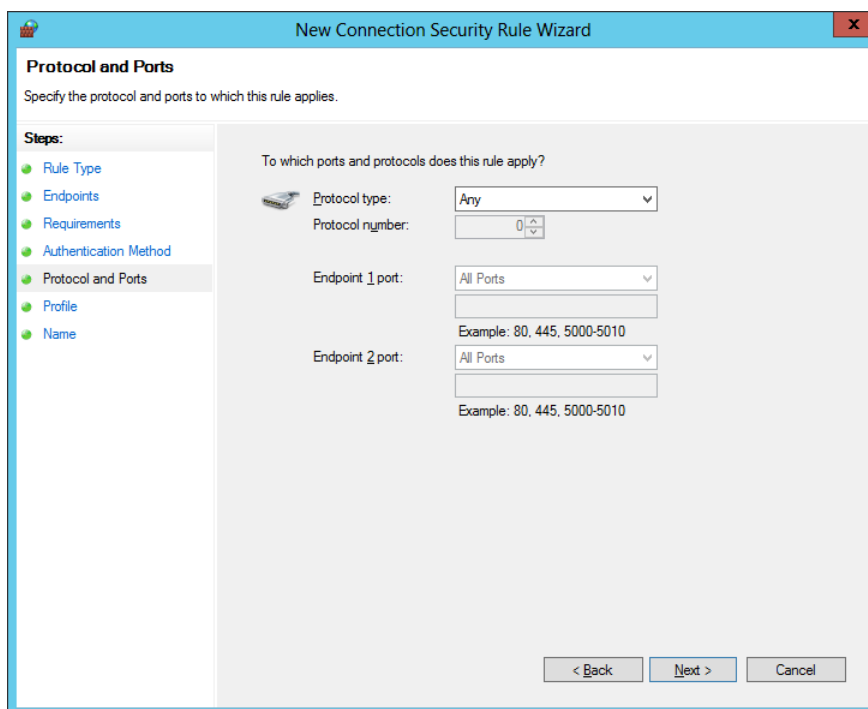 New Connection Security Rule Wizard
x
Protocol and Ports
Specify the protocol and ports to which this rule applies.
Steps:
Rule Type
Endpoints
Requirements
Authentication Method
Protocol and Ports
Profile
Name
To which ports and protocols does this rule apply?
Protocol type: Any
Protocol number: 0
Endpoint 1 port: All Ports
Example: 80, 445, 5000-5010
Endpoint 2 port: All Ports
Example: 80, 445, 5000-5010
< Back Next > Cancel